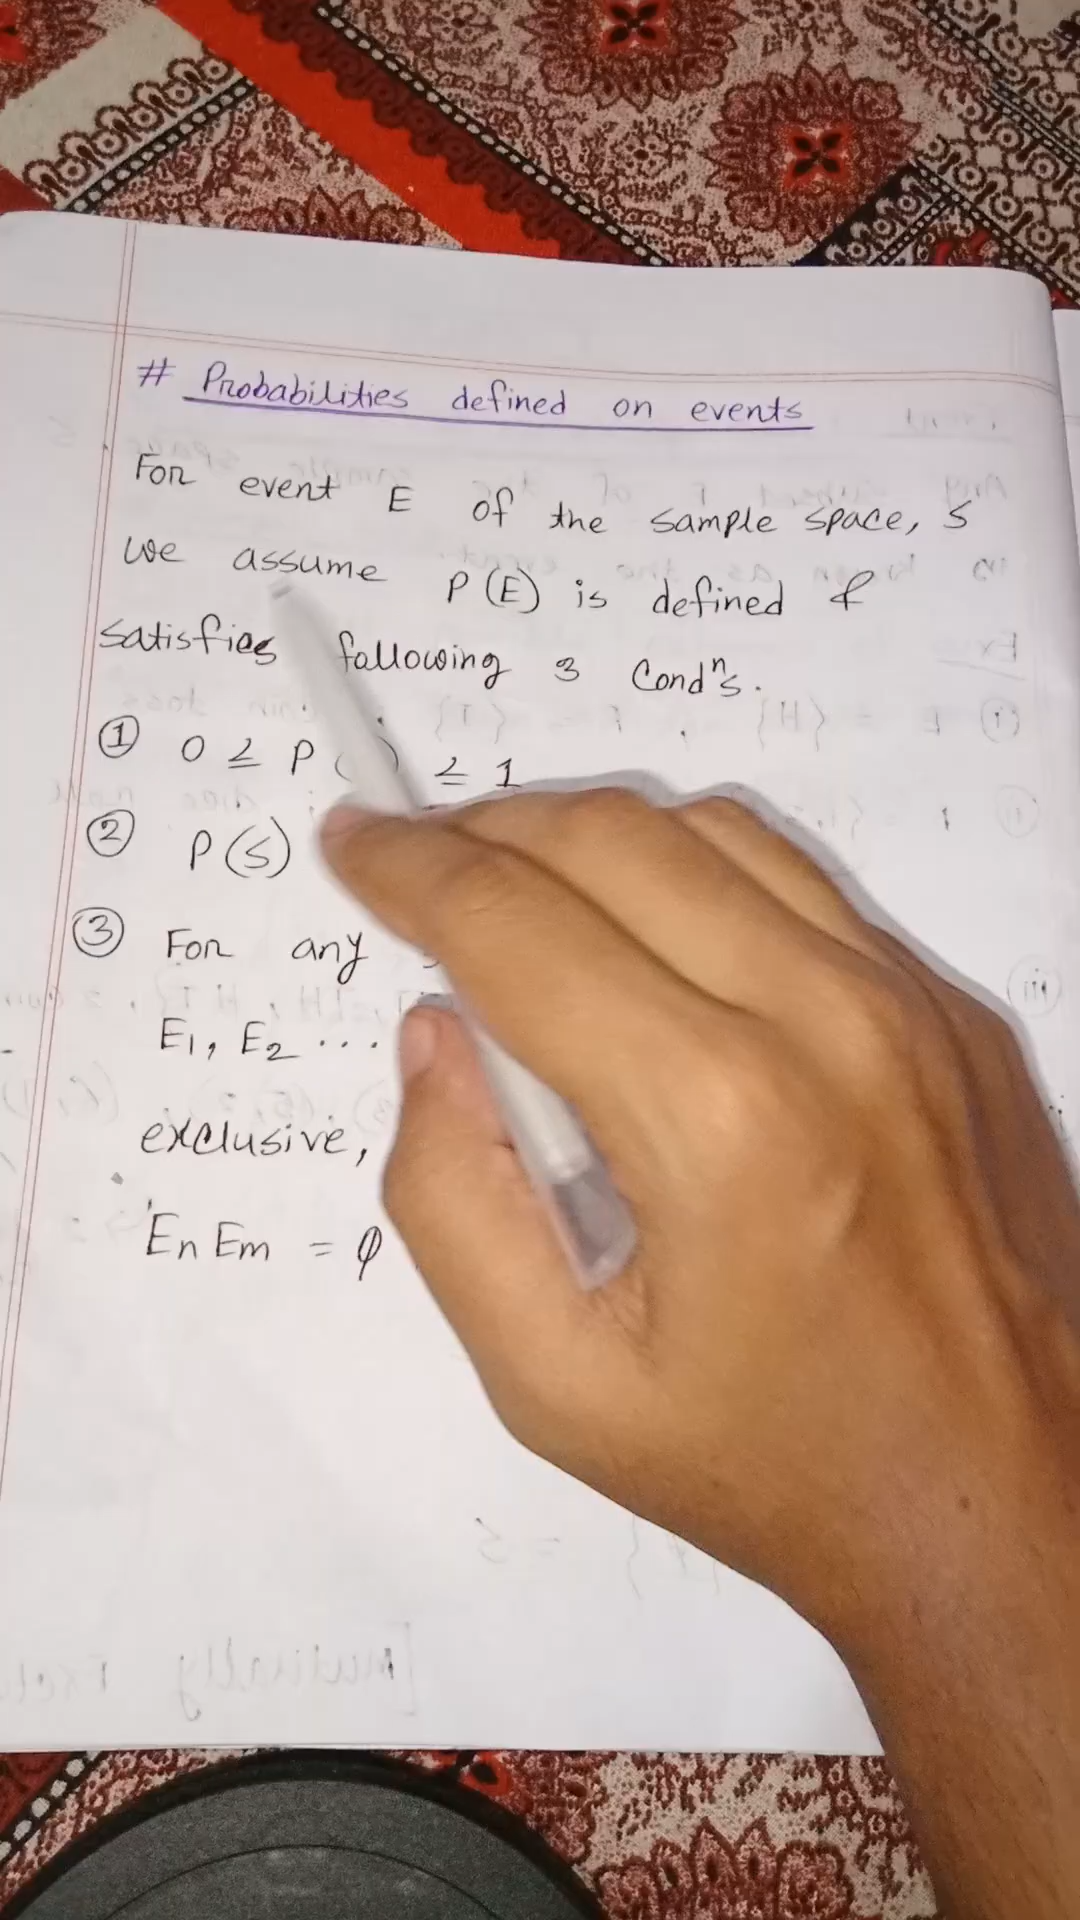 # Probabilities defined on events
For event E of the sample space, S
we assume P(E) is defined &
satisfies following 3 Condⁿs.
① 0 ≤ P ( ) ≤ 1
② P(S)
③ For any
E1, E2 ...
exclusive,
En Em = φ